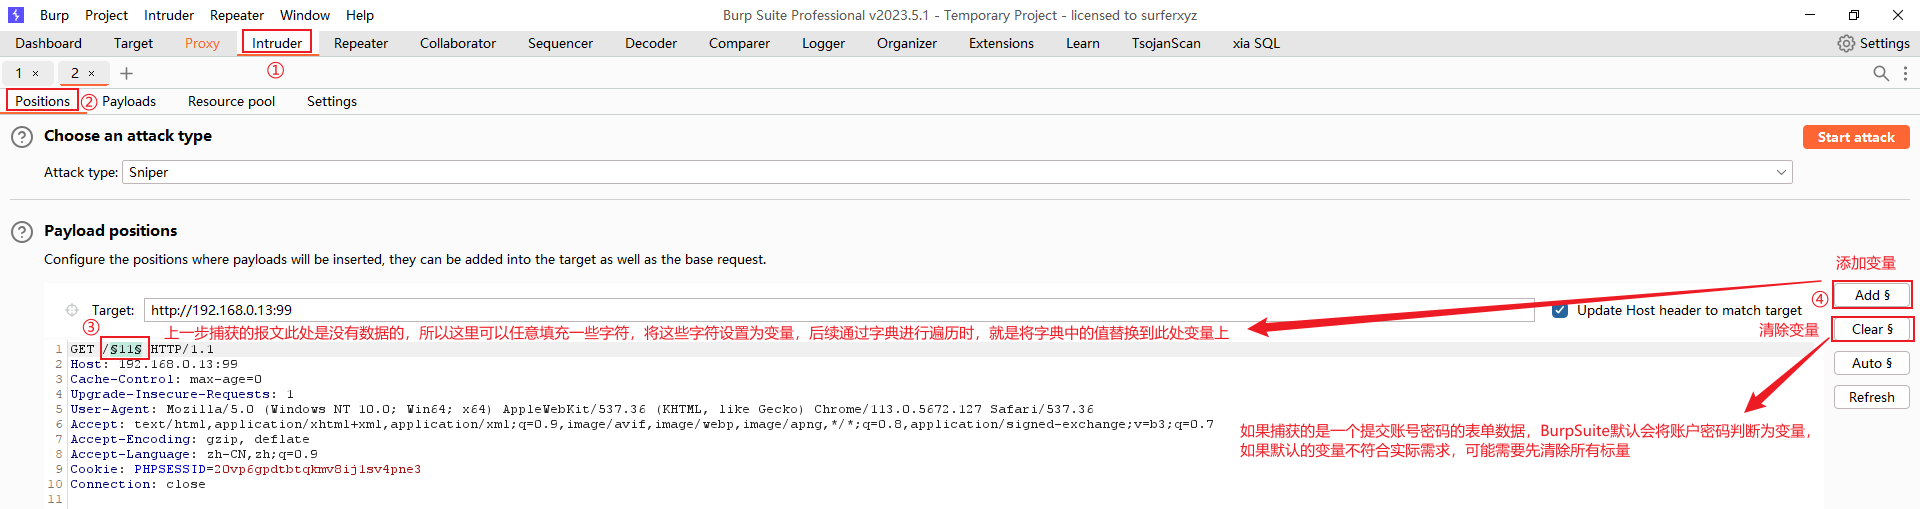 Burp Project Intruder Repeater Window Help Burp Suite Professional v2023.5.1 - Temporary Project - licensed to surferxyz
Dashboard Target Proxy Intruder Repeater Collaborator Sequencer Decoder Comparer Logger Organizer Extensions Learn TsojanScan xia SQL Settings
①
1 × 2 × +
Positions ② Payloads Resource pool Settings
? Choose an attack type Start attack
Attack type: Sniper
? Payload positions
Configure the positions where payloads will be inserted, they can be added into the target as well as the base request.
添加变量
④ Add §
Target: http://192.168.0.13:99 Update Host header to match target
③ 上一步捕获的报文此处是没有数据的，所以这里可以任意填充一些字符，将这些字符设置为变量，后续通过字典进行遍历时，就是将字典中的值替换到此处变量上
清除变量 Clear §
1 GET /§11§ HTTP/1.1
2 Host: 192.168.0.13:99
Auto §
3 Cache-Control: max-age=0
4 Upgrade-Insecure-Requests: 1
Refresh
5 User-Agent: Mozilla/5.0 (Windows NT 10.0; Win64; x64) AppleWebKit/537.36 (KHTML, like Gecko) Chrome/113.0.5672.127 Safari/537.36
6 Accept: text/html,application/xhtml+xml,application/xml;q=0.9,image/avif,image/webp,image/apng,*/*;q=0.8,application/signed-exchange;v=b3;q=0.7
7 Accept-Encoding: gzip, deflate
8 Accept-Language: zh-CN,zh;q=0.9
9 Cookie: PHPSESSID=20vp6gpdtbtqkmv8ij1sv4pne3
10 Connection: close
11
如果捕获的是一个提交账号密码的表单数据，BurpSuite默认会将账户密码判断为变量，
如果默认的变量不符合实际需求，可能需要先清除所有标量